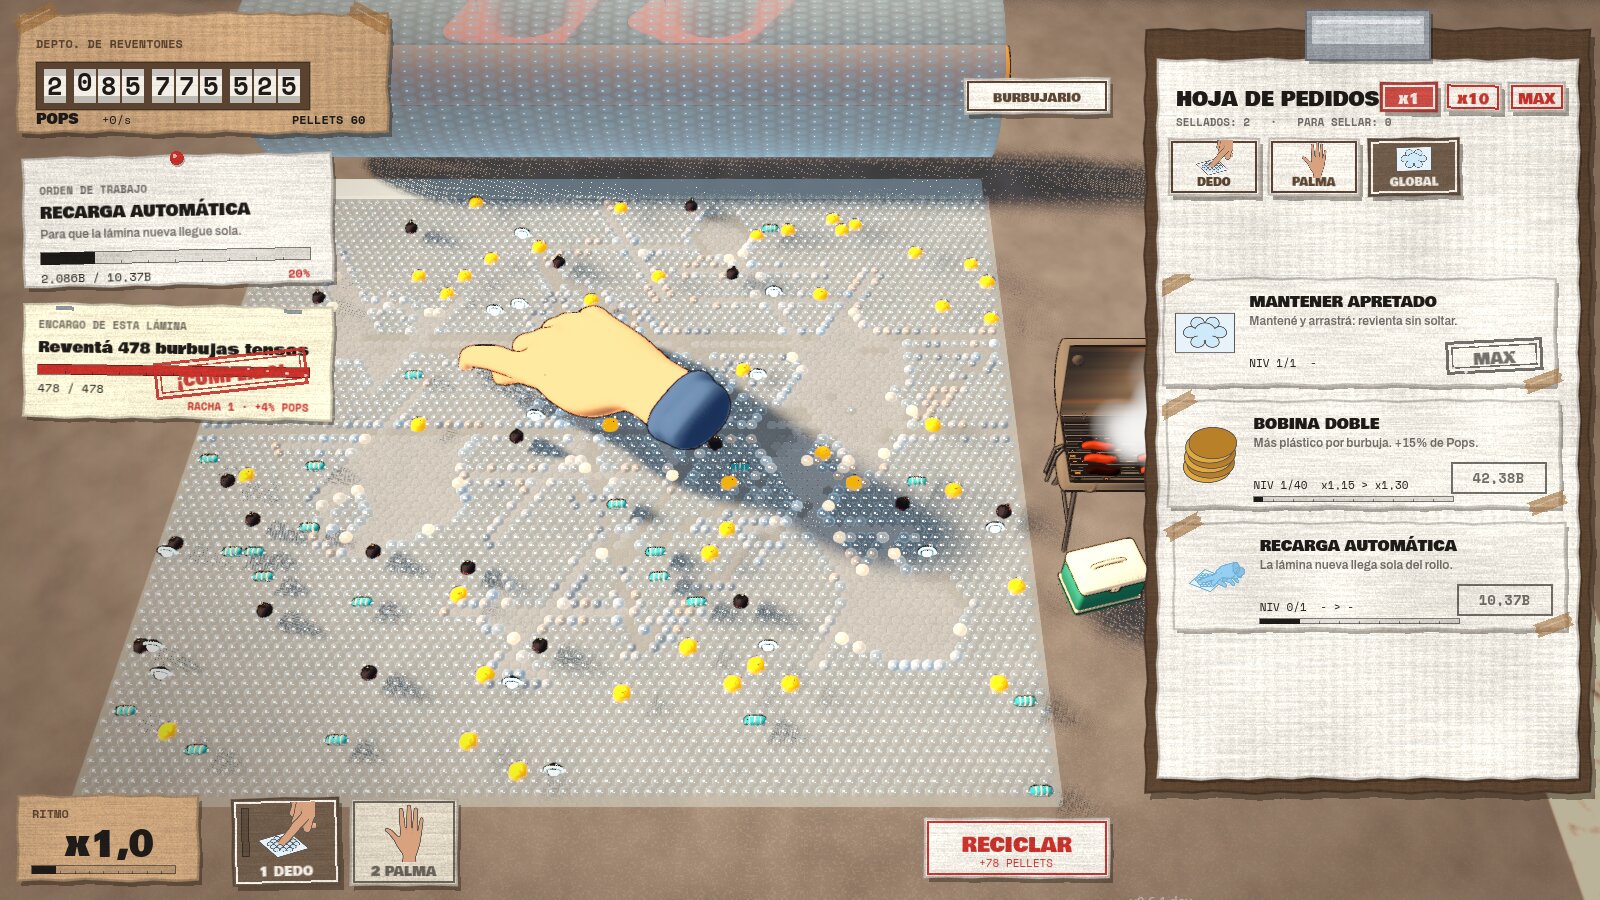 DEPTO. DE REVENTONES
2 085 775 525
POPS +0/s PELLETS 60
ORDEN DE TRABAJO
RECARGA AUTOMÁTICA
Para que la lámina nueva llegue sola.
2.086B / 10,37B 20%
ENCARGO DE ESTA LÁMINA
Reventá 478 burbujas tensas
478 / 478
RACHA 1 · +4% POPS
BURBUJARIO
HOJA DE PEDIDOS x1 x10 MAX
SELLADOS: 2 · PARA SELLAR: 0
DEDO PALMA GLOBAL
MANTENER APRETADO
Mantené y arrastrá: revienta sin soltar.
NIV 1/1 -
MAX
BOBINA DOBLE
Más plástico por burbuja. +15% de Pops.
NIV 1/40 x1,15 > x1,30
42,38B
RECARGA AUTOMÁTICA
La lámina nueva llega sola del rollo.
NIV 0/1 - > -
10,37B
RITMO
x1,0
1 DEDO
2 PALMA
RECICLAR
+78 PELLETS